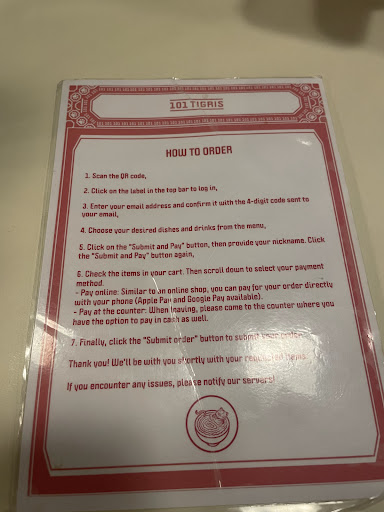 101 TIGRIS
HOW TO ORDER
1. Scan the QR code,
2. Click on the label in the top bar to log in,
3. Enter your email address and confirm it with the 4-digit code sent to
your email,
4. Choose your desired dishes and drinks from the menu,
5. Click on the "Submit and Pay" button, then provide your nickname. Click
the "Submit and Pay" button again,
6. Check the items in your cart. Then scroll down to select your payment
method.
- Pay online: Similar to an online shop, you can pay for your order directly
with your phone (Apple Pay and Google Pay available).
- Pay at the counter: When leaving, please come to the counter where you
have the option to pay in cash as well.
7. Finally, click the "Submit order" button to submit your order.
Thank you! We'll be with you shortly with your requested items.
If you encounter any issues, please notify our servers!